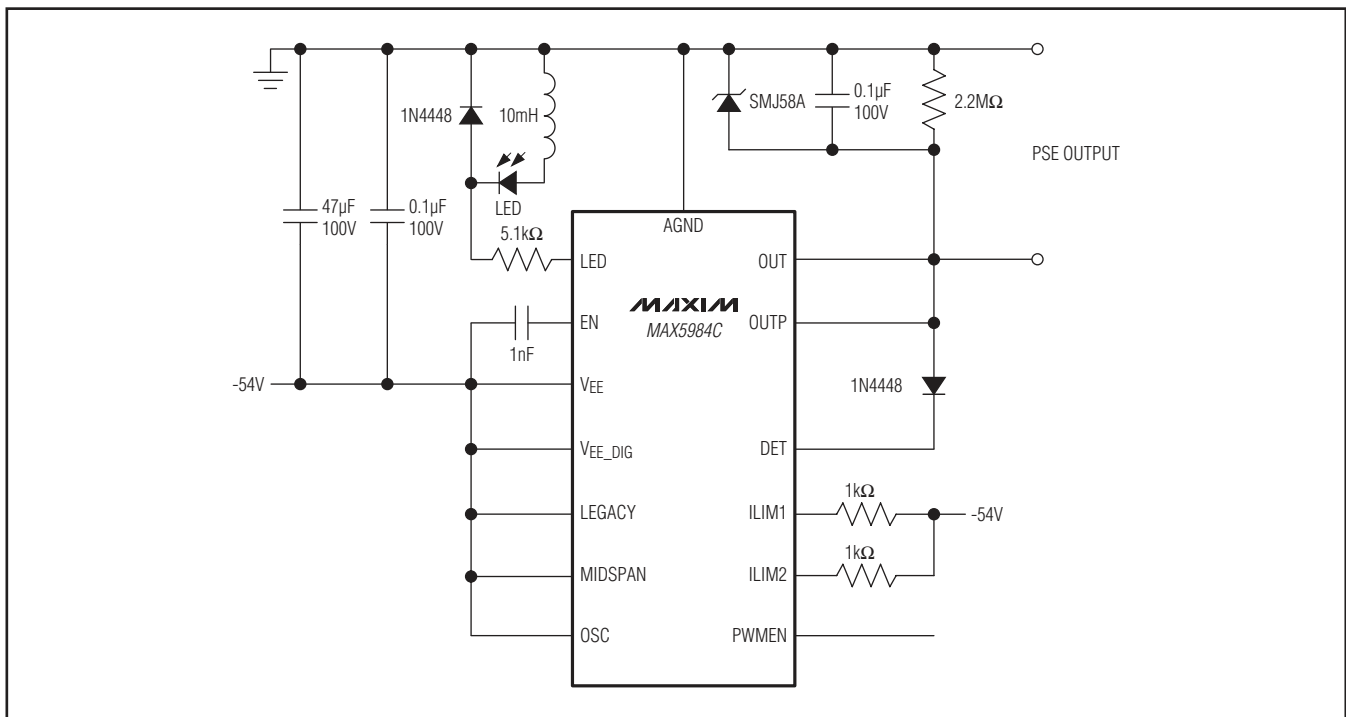 1N4448
10mH
SMJ58A
0.1µF
100V
2.2MΩ
PSE OUTPUT
47µF
100V
0.1µF
100V
LED
5.1kΩ
AGND
LED
OUT
MAXIM
MAX5984C
EN
OUTP
1nF
-54V
VEE
1N4448
VEE_DIG
DET
LEGACY
ILIM1
1kΩ
-54V
MIDSPAN
ILIM2
1kΩ
OSC
PWMEN